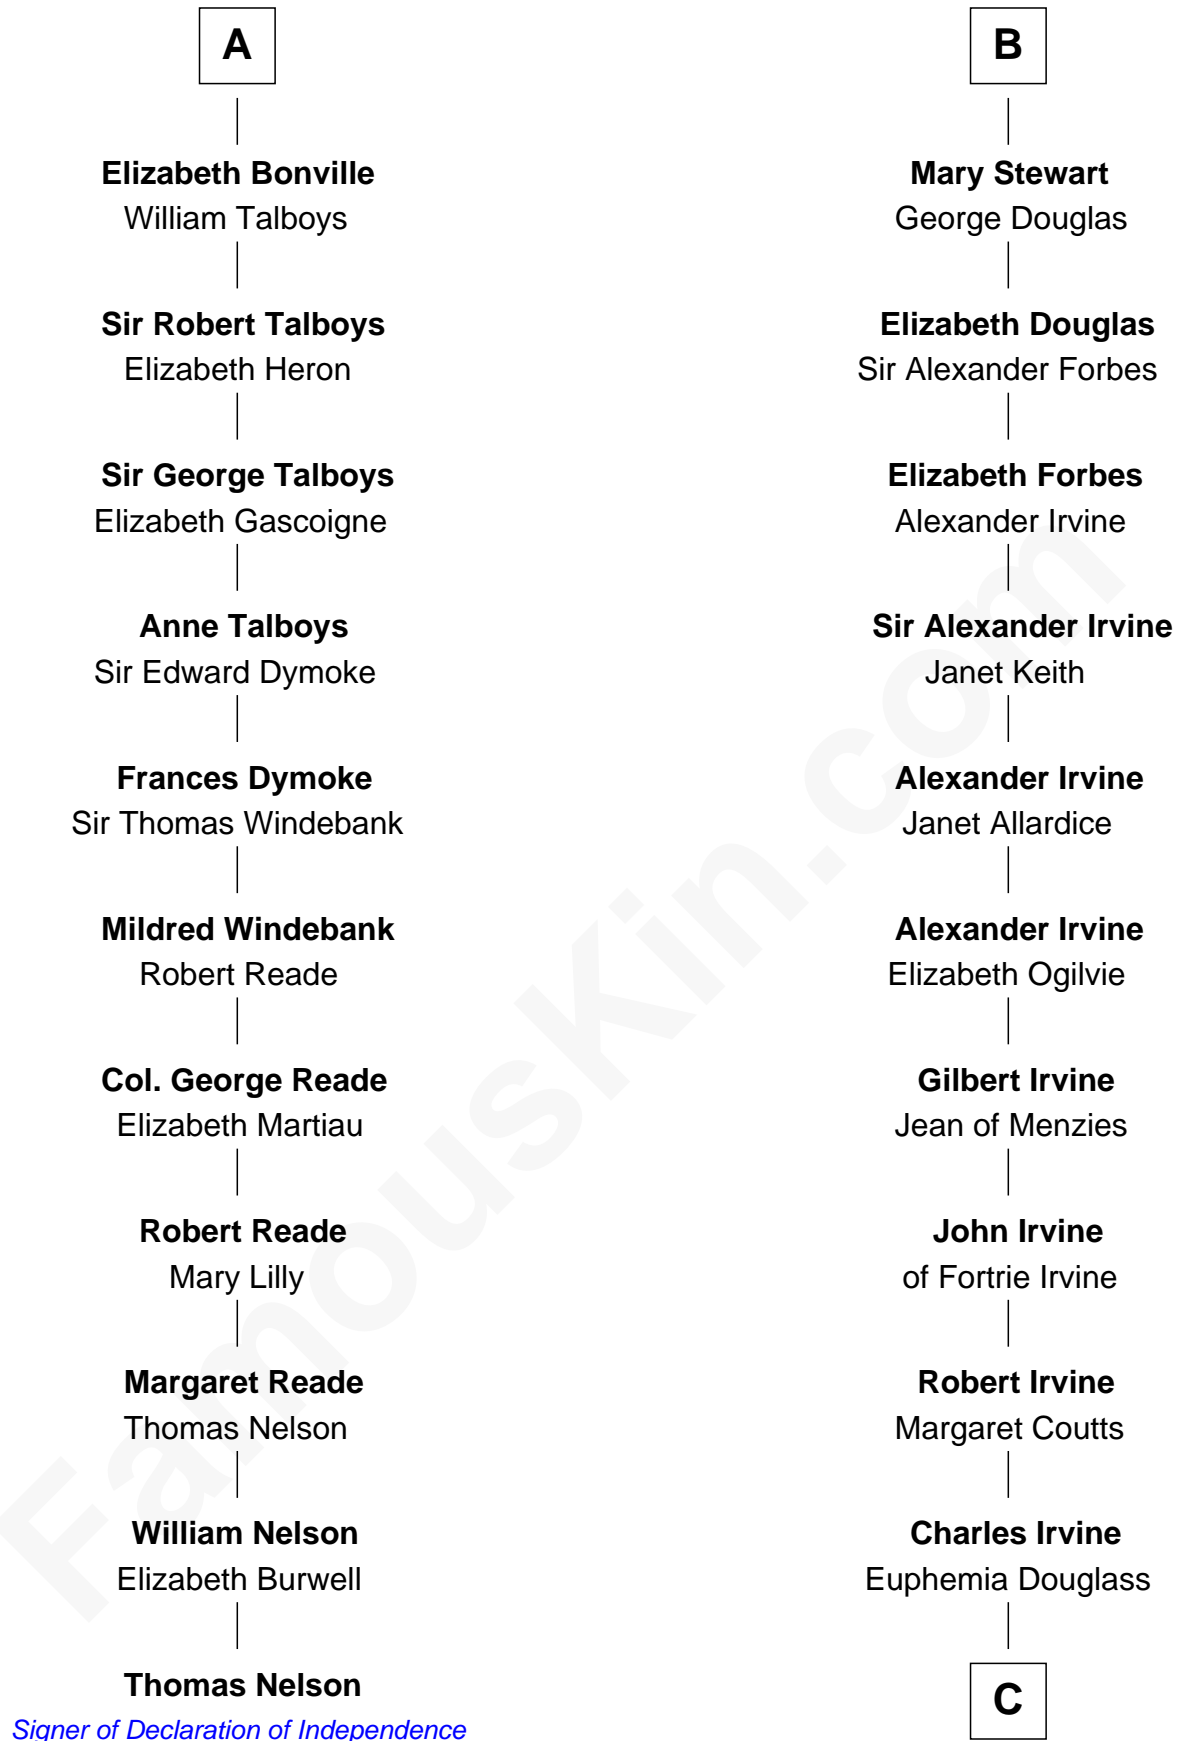 A
Elizabeth Bonville
William Talboys
Sir Robert Talboys
Elizabeth Heron
Sir George Talboys
Elizabeth Gascoigne
Anne Talboys
Sir Edward Dymoke
Frances Dymoke
Sir Thomas Windebank
Mildred Windebank
Robert Reade
Col. George Reade
Elizabeth Martiau
Robert Reade
Mary Lilly
Margaret Reade
Thomas Nelson
William Nelson
Elizabeth Burwell
Thomas Nelson
Signer of Declaration of Independence
B
Mary Stewart
George Douglas
Elizabeth Douglas
Sir Alexander Forbes
Elizabeth Forbes
Alexander Irvine
Sir Alexander Irvine
Janet Keith
Alexander Irvine
Janet Allardice
Alexander Irvine
Elizabeth Ogilvie
Gilbert Irvine
Jean of Menzies
John Irvine
of Fortrie Irvine
Robert Irvine
Margaret Coutts
Charles Irvine
Euphemia Douglass
C
FamousKin.com